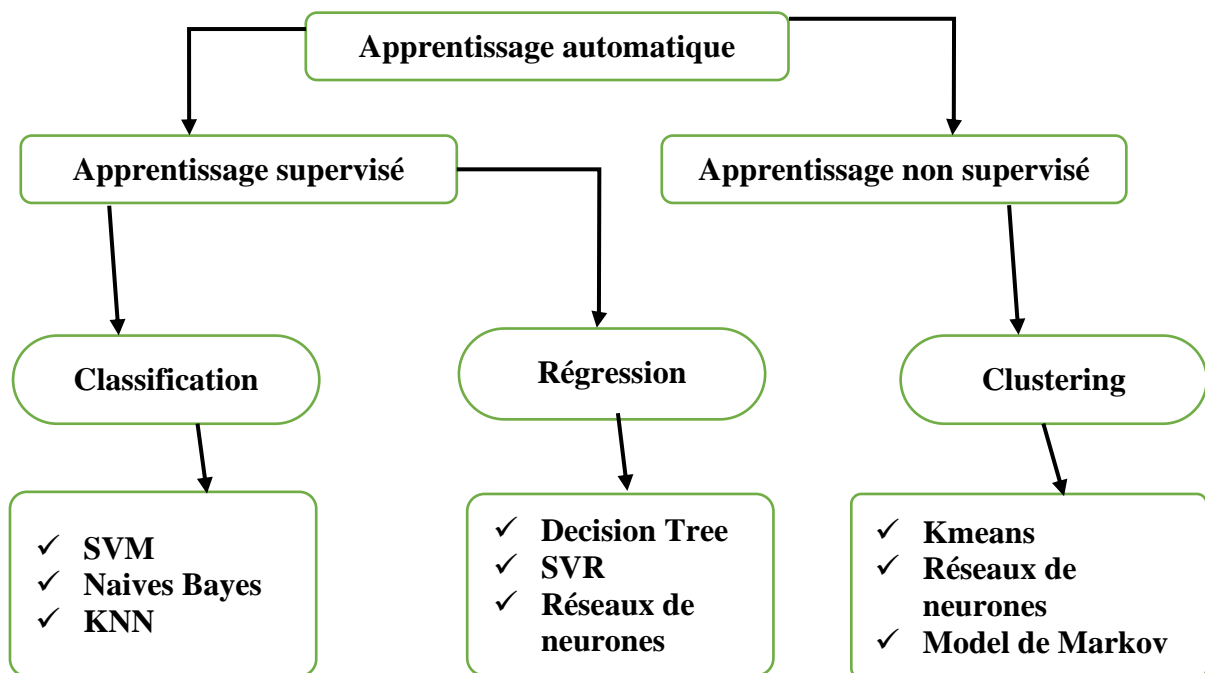 Apprentissage automatique
Apprentissage supervisé
Apprentissage non supervisé
Classification
Régression
Clustering
✓ SVM
✓ Naives Bayes
✓ KNN
✓ Decision Tree
✓ SVR
✓ Réseaux de
neurones
✓ Kmeans
✓ Réseaux de
neurones
✓ Model de Markov